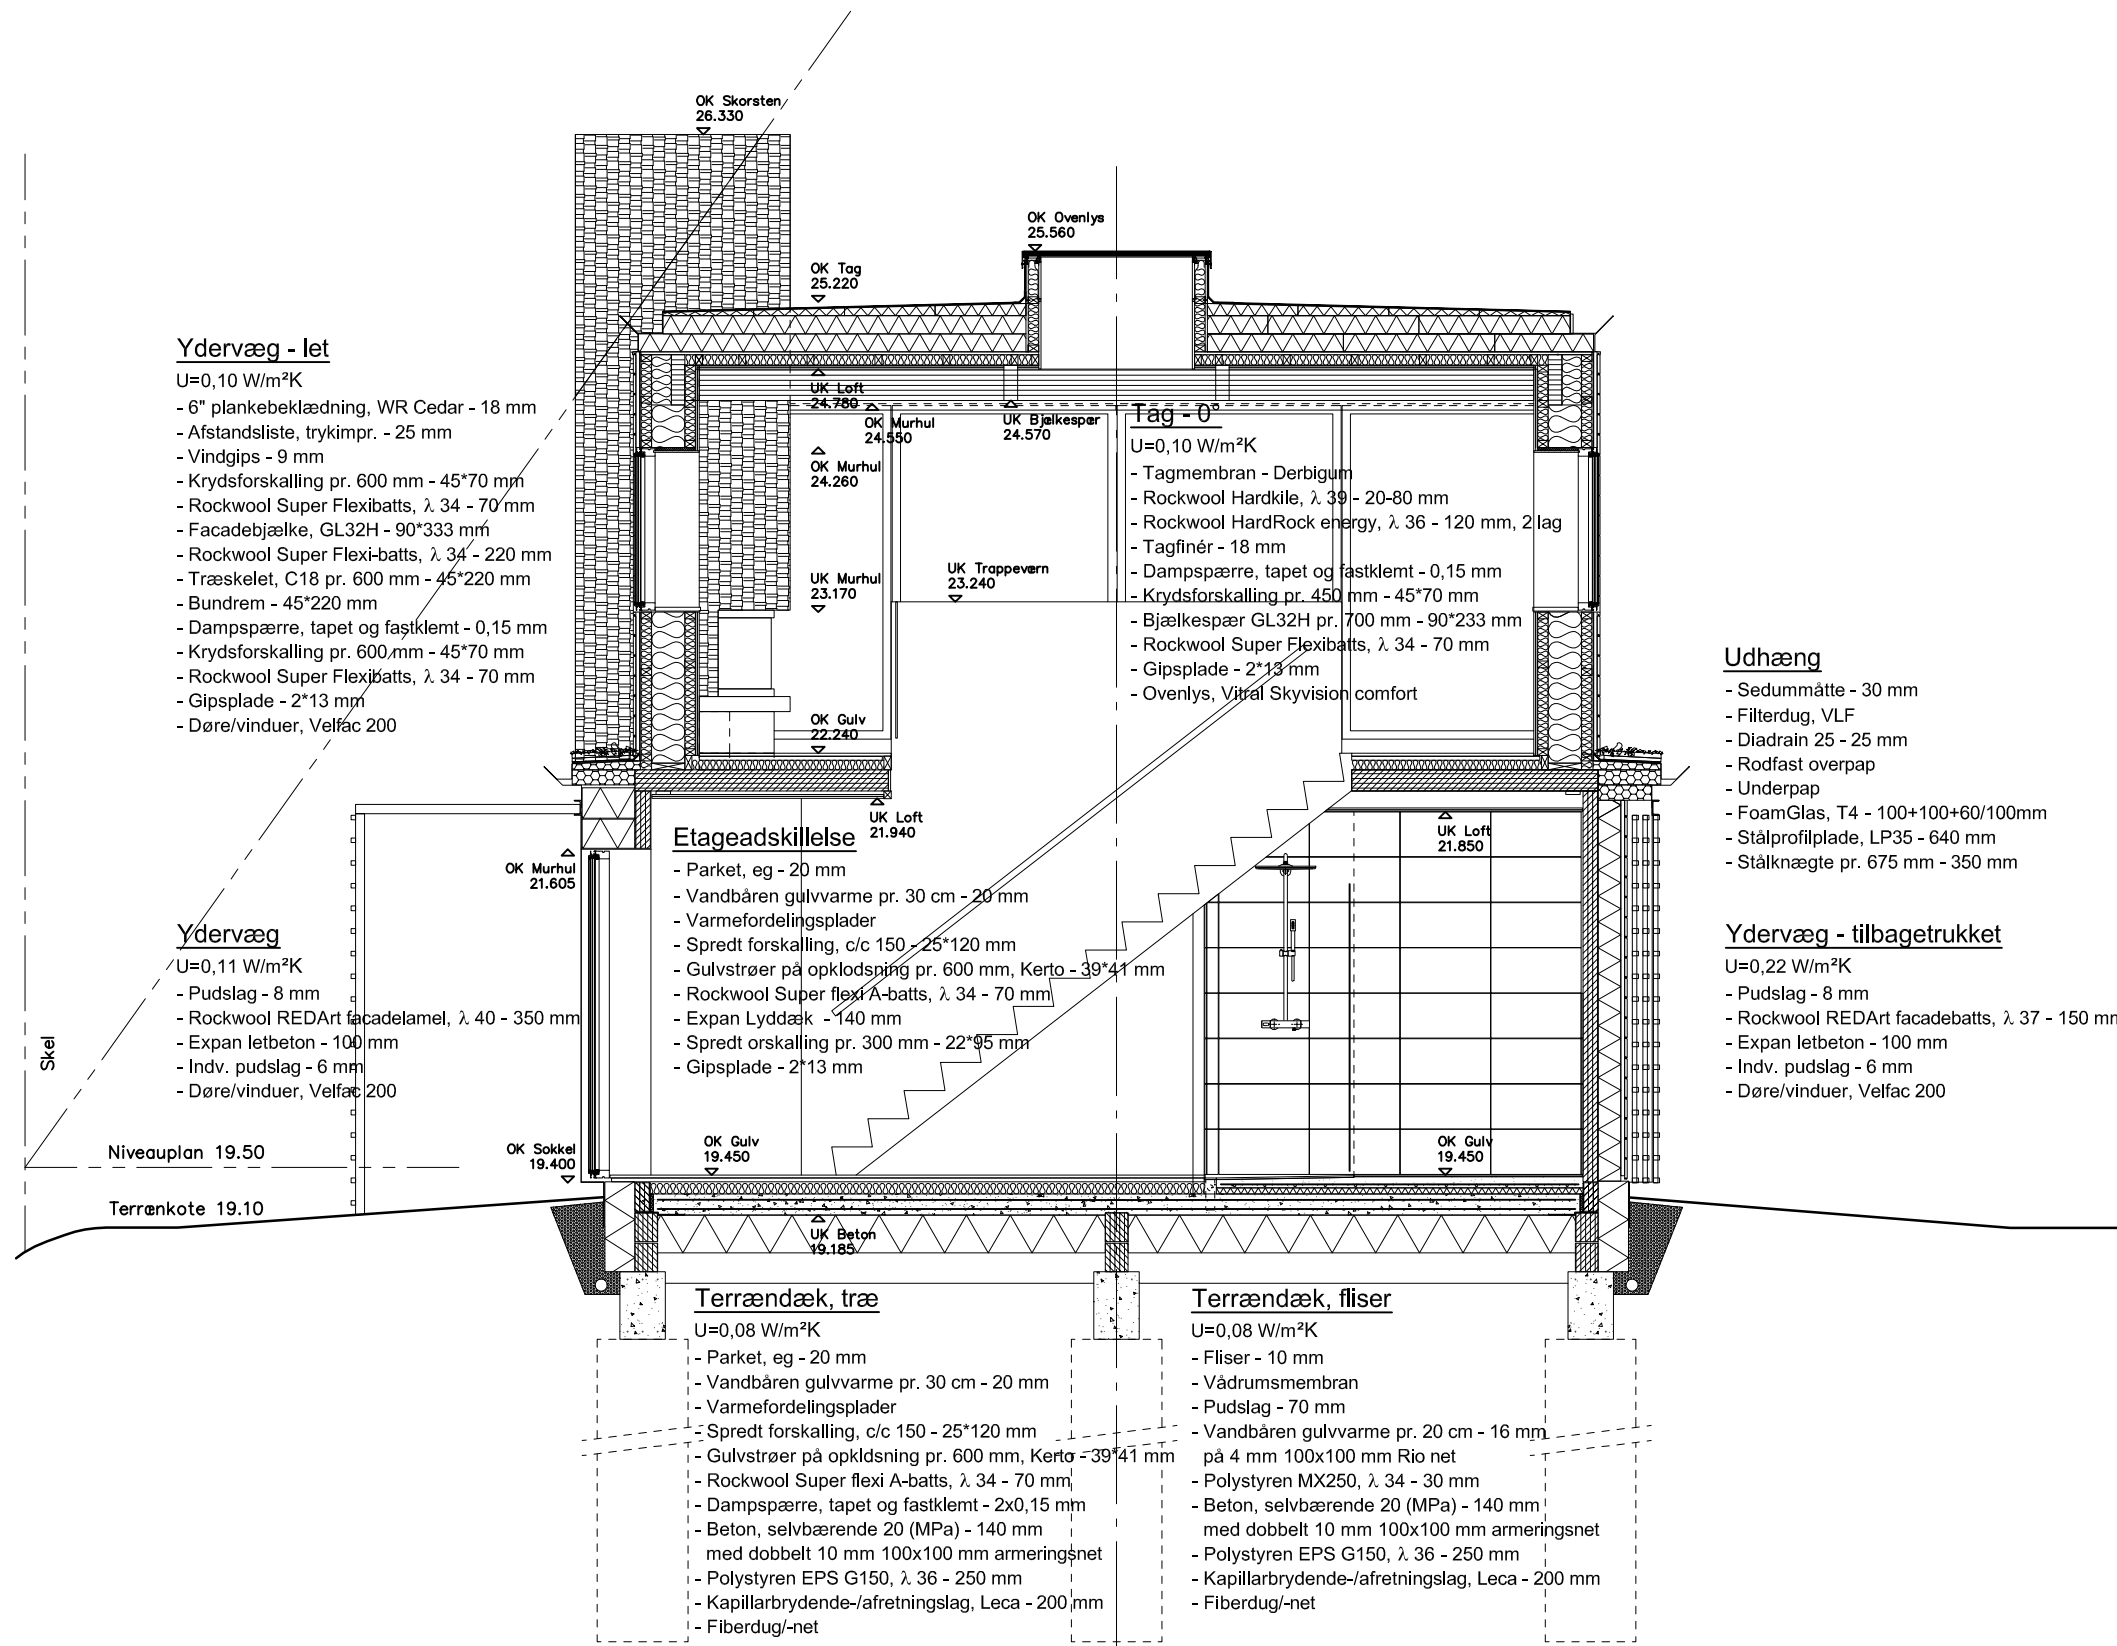 OK Skorsten
26.330
OK Ovenlys
25.560
OK Tag
25.220
Ydervæg - let
U=0,10 W/m²K
- 6" plankebeklædning, WR Cedar - 18 mm
- Afstandsliste, trykimpr. - 25 mm
- Vindgips - 9 mm
- Krydsforskalling pr. 600 mm - 45*70 mm
- Rockwool Super Flexibatts, λ 34 - 70 mm
- Facadebjælke, GL32H - 90*333 mm
- Rockwool Super Flexi-batts, λ 34 - 220 mm
- Træskelet, C18 pr. 600 mm - 45*220 mm
- Bundrem - 45*220 mm
- Dampspærre, tapet og fastklemt - 0,15 mm
- Krydsforskalling pr. 600 mm - 45*70 mm
- Rockwool Super Flexibatts, λ 34 - 70 mm
- Gipsplade - 2*13 mm
- Døre/vinduer, Velfac 200
UK Loft
24.780
OK Murhul
24.550
UK Bjælkespær
24.570
OK Murhul
24.260
UK Murhul
23.170
UK Trappeværn
23.240
OK Gulv
22.240
Tag - 0°
U=0,10 W/m²K
- Tagmembran - Derbigum
- Rockwool Hardkile, λ 39 - 20-80 mm
- Rockwool HardRock energy, λ 36 - 120 mm, 2 lag
- Tagfinér - 18 mm
- Dampspærre, tapet og fastklemt - 0,15 mm
- Krydsforskalling pr. 450 mm - 45*70 mm
- Bjælkespær GL32H pr. 700 mm - 90*233 mm
- Rockwool Super Flexibatts, λ 34 - 70 mm
- Gipsplade - 2*13 mm
- Ovenlys, Vitral Skyvision comfort
Udhæng
- Sedummåtte - 30 mm
- Filterdug, VLF
- Diadrain 25 - 25 mm
- Rodfast overpap
- Underpap
- FoamGlas, T4 - 100+100+60/100mm
- Stålprofilplade, LP35 - 640 mm
- Stålknægte pr. 675 mm - 350 mm
UK Loft
21.940
UK Loft
21.850
OK Murhul
21.605
Etageadskillelse
- Parket, eg - 20 mm
- Vandbåren gulvvarme pr. 30 cm - 20 mm
- Varmefordelingsplader
- Spredt forskalling, c/c 150 - 25*120 mm
- Gulvstrøer på opklodsning pr. 600 mm, Kerto - 39*41 mm
- Rockwool Super flexi A-batts, λ 34 - 70 mm
- Expan Lyddæk - 140 mm
- Spredt orskalling pr. 300 mm - 22*95 mm
- Gipsplade - 2*13 mm
Ydervæg
U=0,11 W/m²K
- Pudslag - 8 mm
- Rockwool REDArt facadelamel, λ 40 - 350 mm
- Expan letbeton - 100 mm
- Indv. pudslag - 6 mm
- Døre/vinduer, Velfac 200
Ydervæg - tilbagetrukket
U=0,22 W/m²K
- Pudslag - 8 mm
- Rockwool REDArt facadebatts, λ 37 - 150 mm
- Expan letbeton - 100 mm
- Indv. pudslag - 6 mm
- Døre/vinduer, Velfac 200
Skel
Niveauplan 19.50
Terrænkote 19.10
OK Sokkel
19.400
OK Gulv
19.450
OK Gulv
19.450
UK Beton
19.185
Terrændæk, træ
U=0,08 W/m²K
- Parket, eg - 20 mm
- Vandbåren gulvvarme pr. 30 cm - 20 mm
- Varmefordelingsplader
- Spredt forskalling, c/c 150 - 25*120 mm
- Gulvstrøer på opkldsning pr. 600 mm, Kerto - 39*41 mm
- Rockwool Super flexi A-batts, λ 34 - 70 mm
- Dampspærre, tapet og fastklemt - 2x0,15 mm
- Beton, selvbærende 20 (MPa) - 140 mm
med dobbelt 10 mm 100x100 mm armeringsnet
- Polystyren EPS G150, λ 36 - 250 mm
- Kapillarbrydende-/afretningslag, Leca - 200 mm
- Fiberdug/-net
Terrændæk, fliser
U=0,08 W/m²K
- Fliser - 10 mm
- Vådrumsmembran
- Pudslag - 70 mm
- Vandbåren gulvvarme pr. 20 cm - 16 mm
på 4 mm 100x100 mm Rio net
- Polystyren MX250, λ 34 - 30 mm
- Beton, selvbærende 20 (MPa) - 140 mm
med dobbelt 10 mm 100x100 mm armeringsnet
- Polystyren EPS G150, λ 36 - 250 mm
- Kapillarbrydende-/afretningslag, Leca - 200 mm
- Fiberdug/-net